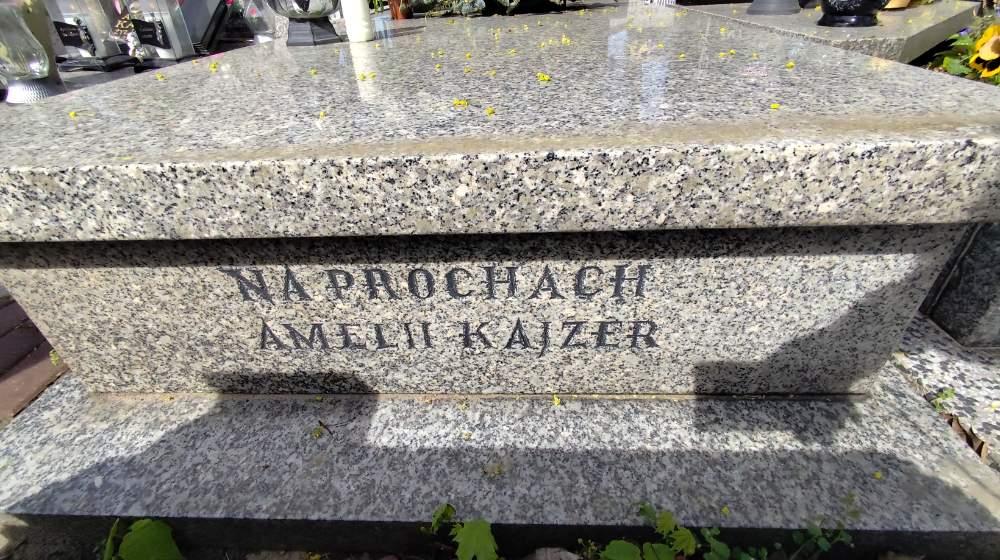 NA PROCHACH
AMELII KAJZER